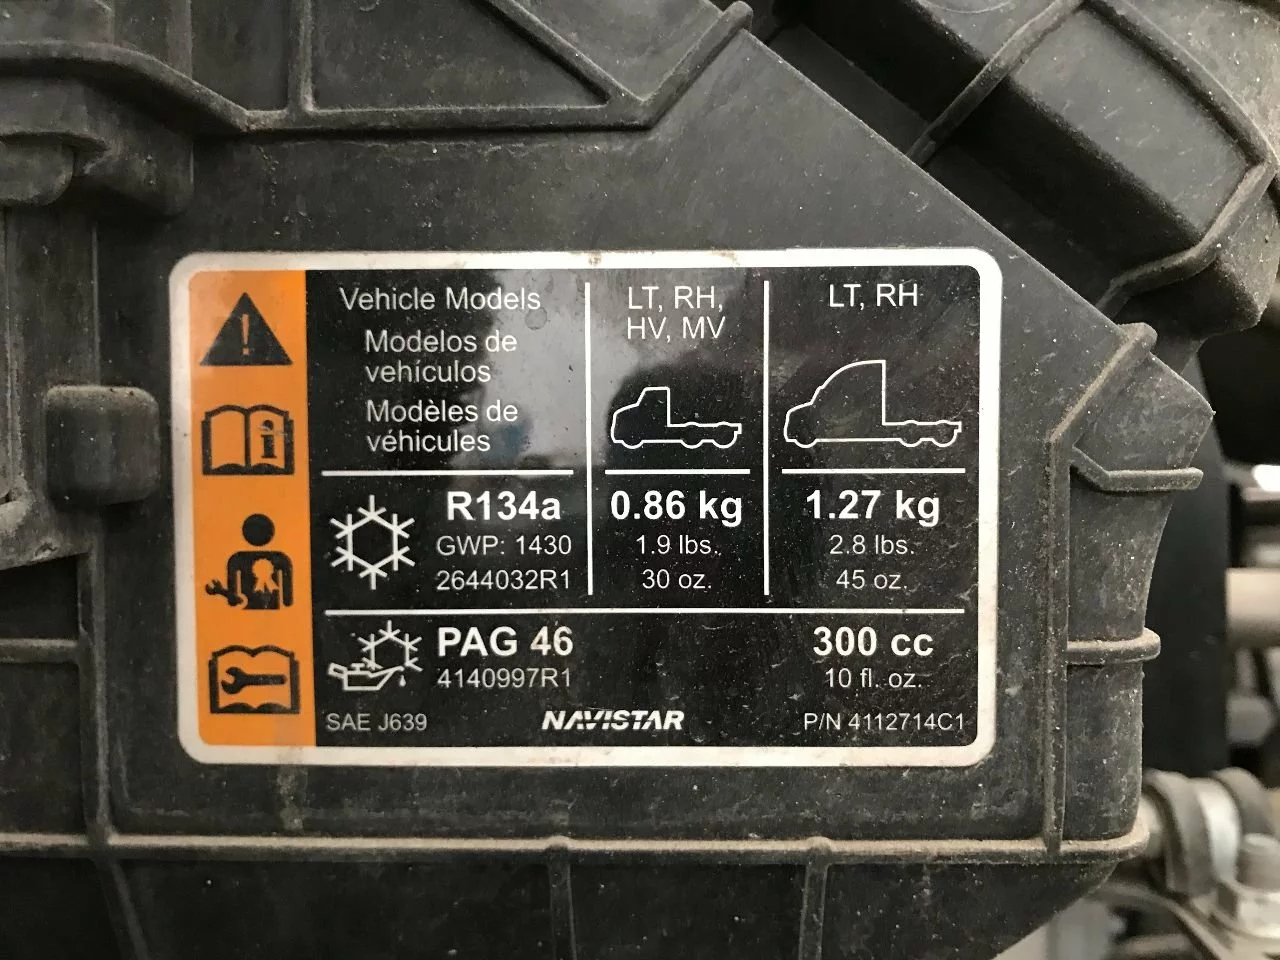 Vehicle Models
Modelos de
vehículos
Modèles de
véhicules
LT, RH,
HV, MV
LT, RH
R134a
GWP: 1430
2644032R1
0.86 kg
1.9 lbs.
30 oz.
1.27 kg
2.8 lbs.
45 oz.
PAG 46
4140997R1
300 cc
10 fl. oz.
SAE J639
NAVISTAR
P/N 4112714C1